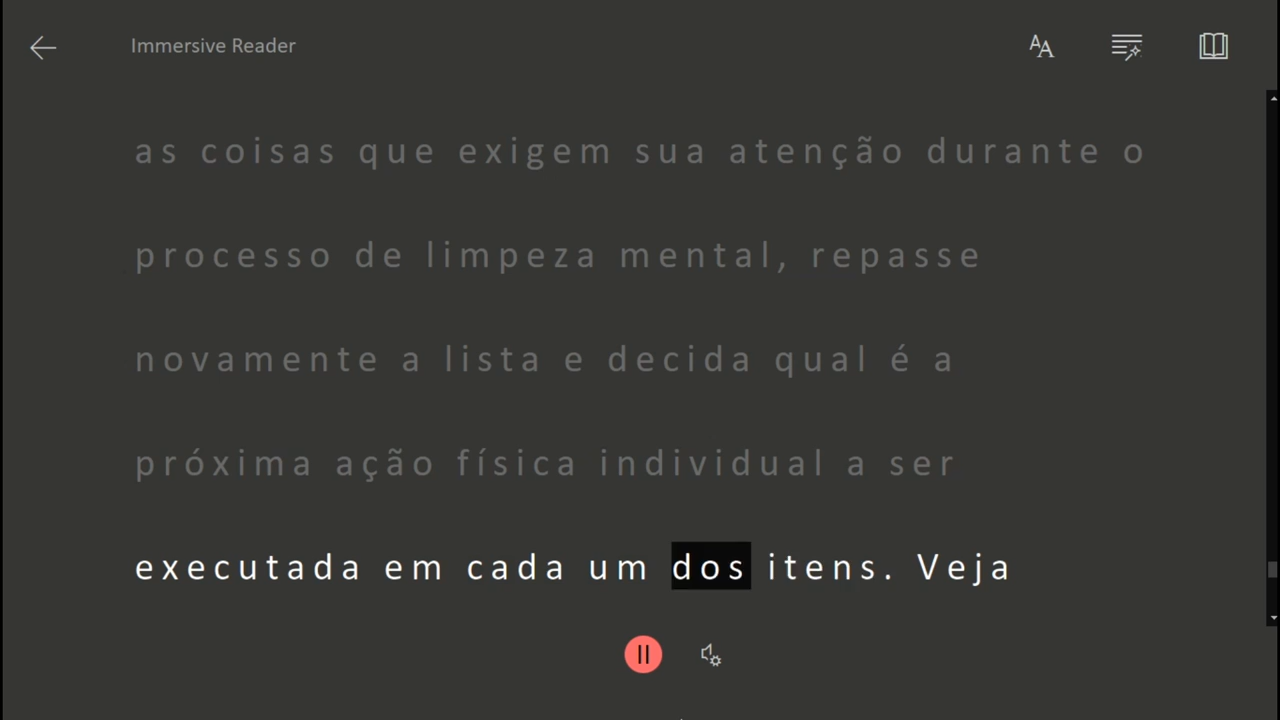 Immersive Reader
as coisas que exigem sua atenção durante o
processo de limpeza mental, repasse
novamente a lista e decida qual é a
próxima ação física individual a ser
executada em cada um dos itens. Veja